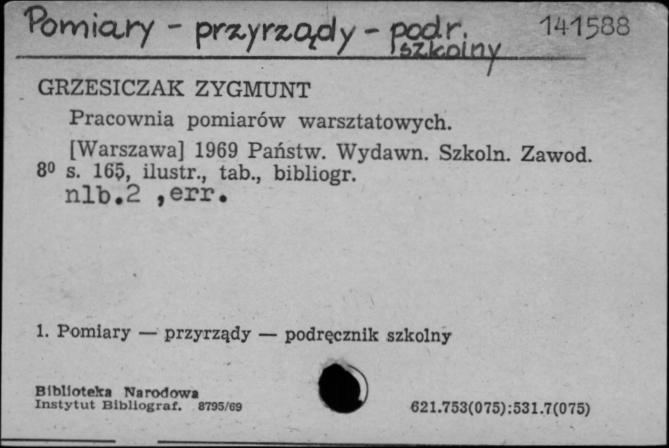 Pomiary - przyrządy - podr. szkolny 141588
GRZESICZAK ZYGMUNT
Pracownia pomiarów warsztatowych.
[Warszawa] 1969 Państw. Wydawn. Szkoln. Zawod.
8⁰ s. 165, ilustr., tab., bibliogr.
nlb.2 ,err.
1. Pomiary — przyrządy — podręcznik szkolny
Biblioteka Narodowa
Instytut Bibliograf. 8795/69
621.753(075):531.7(075)